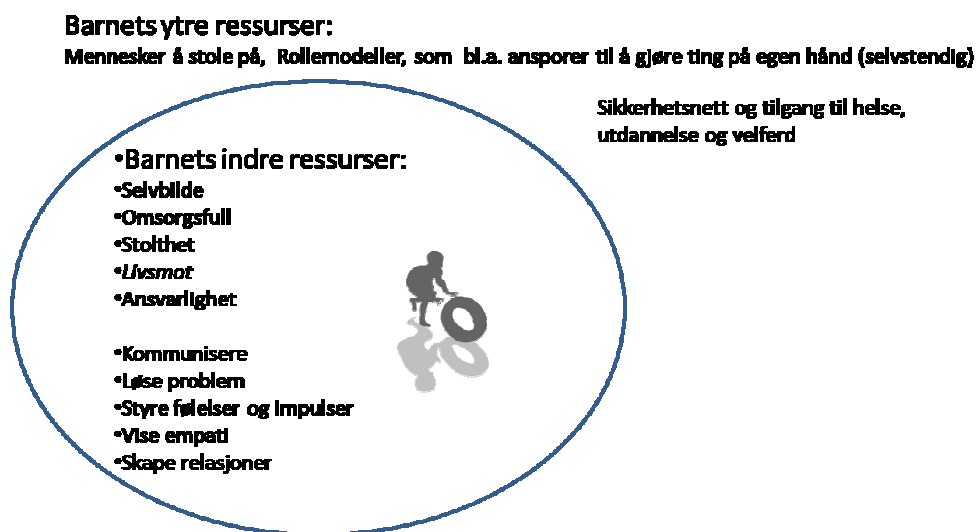 Barnets ytre ressurser:
Mennesker å stole på, Rollemodeller, som bl.a. ansporer til å gjøre ting på egen hånd (selvstendig)
Sikkerhetsnett og tilgang til helse,
utdannelse og velferd
•Barnets indre ressurser:
•Selvbilde
•Omsorgsfull
•Stolthet
•Livsmot
•Ansvarlighet
•Kommunisere
•Løse problem
•Styre følelser og impulser
•Vise empati
•Skape relasjoner